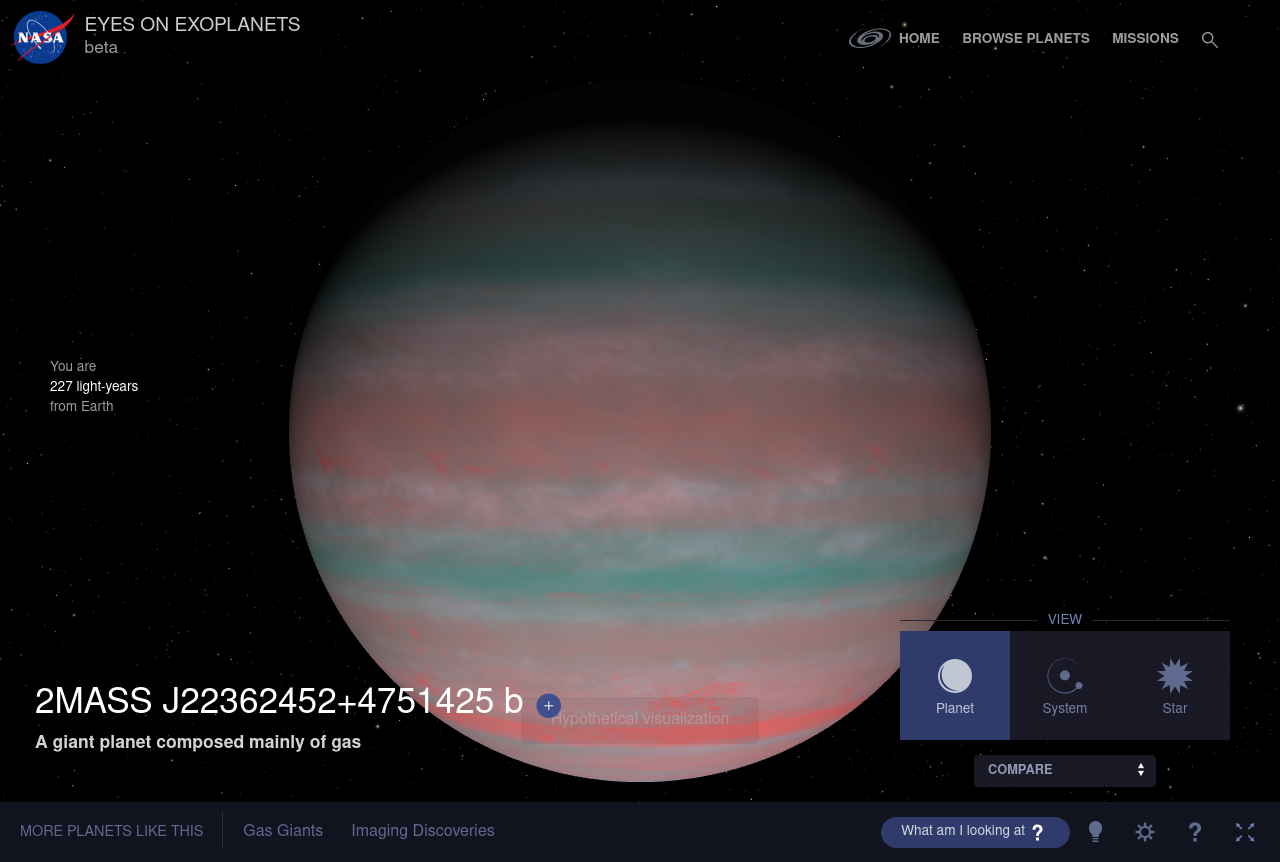 NASA
EYES ON EXOPLANETS
beta
HOME
BROWSE PLANETS
MISSIONS
You are
227 light-years
from Earth
VIEW
Planet
System
Star
2MASS J22362452+4751425 b
+
Hypothetical visualization
A giant planet composed mainly of gas
COMPARE
MORE PLANETS LIKE THIS
Gas Giants
Imaging Discoveries
What am I looking at ?
?